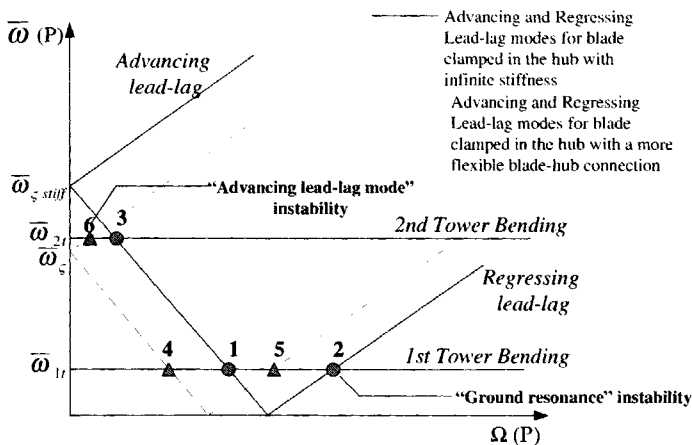 ω̅ (P)
Advancing and Regressing
Lead-lag modes for blade
clamped in the hub with
infinite stiffness
Advancing and Regressing
Lead-lag modes for blade
clamped in the hub with a more
flexible blade-hub connection
Advancing
lead-lag
ω̅ ς stiff
"Advancing lead-lag mode"
instability
6 3
ω̅ 2t
2nd Tower Bending
ω̅ ς
Regressing
lead-lag
4 1 5 2
1st Tower Bending
ω̅ 1t
"Ground resonance" instability
Ω (P)